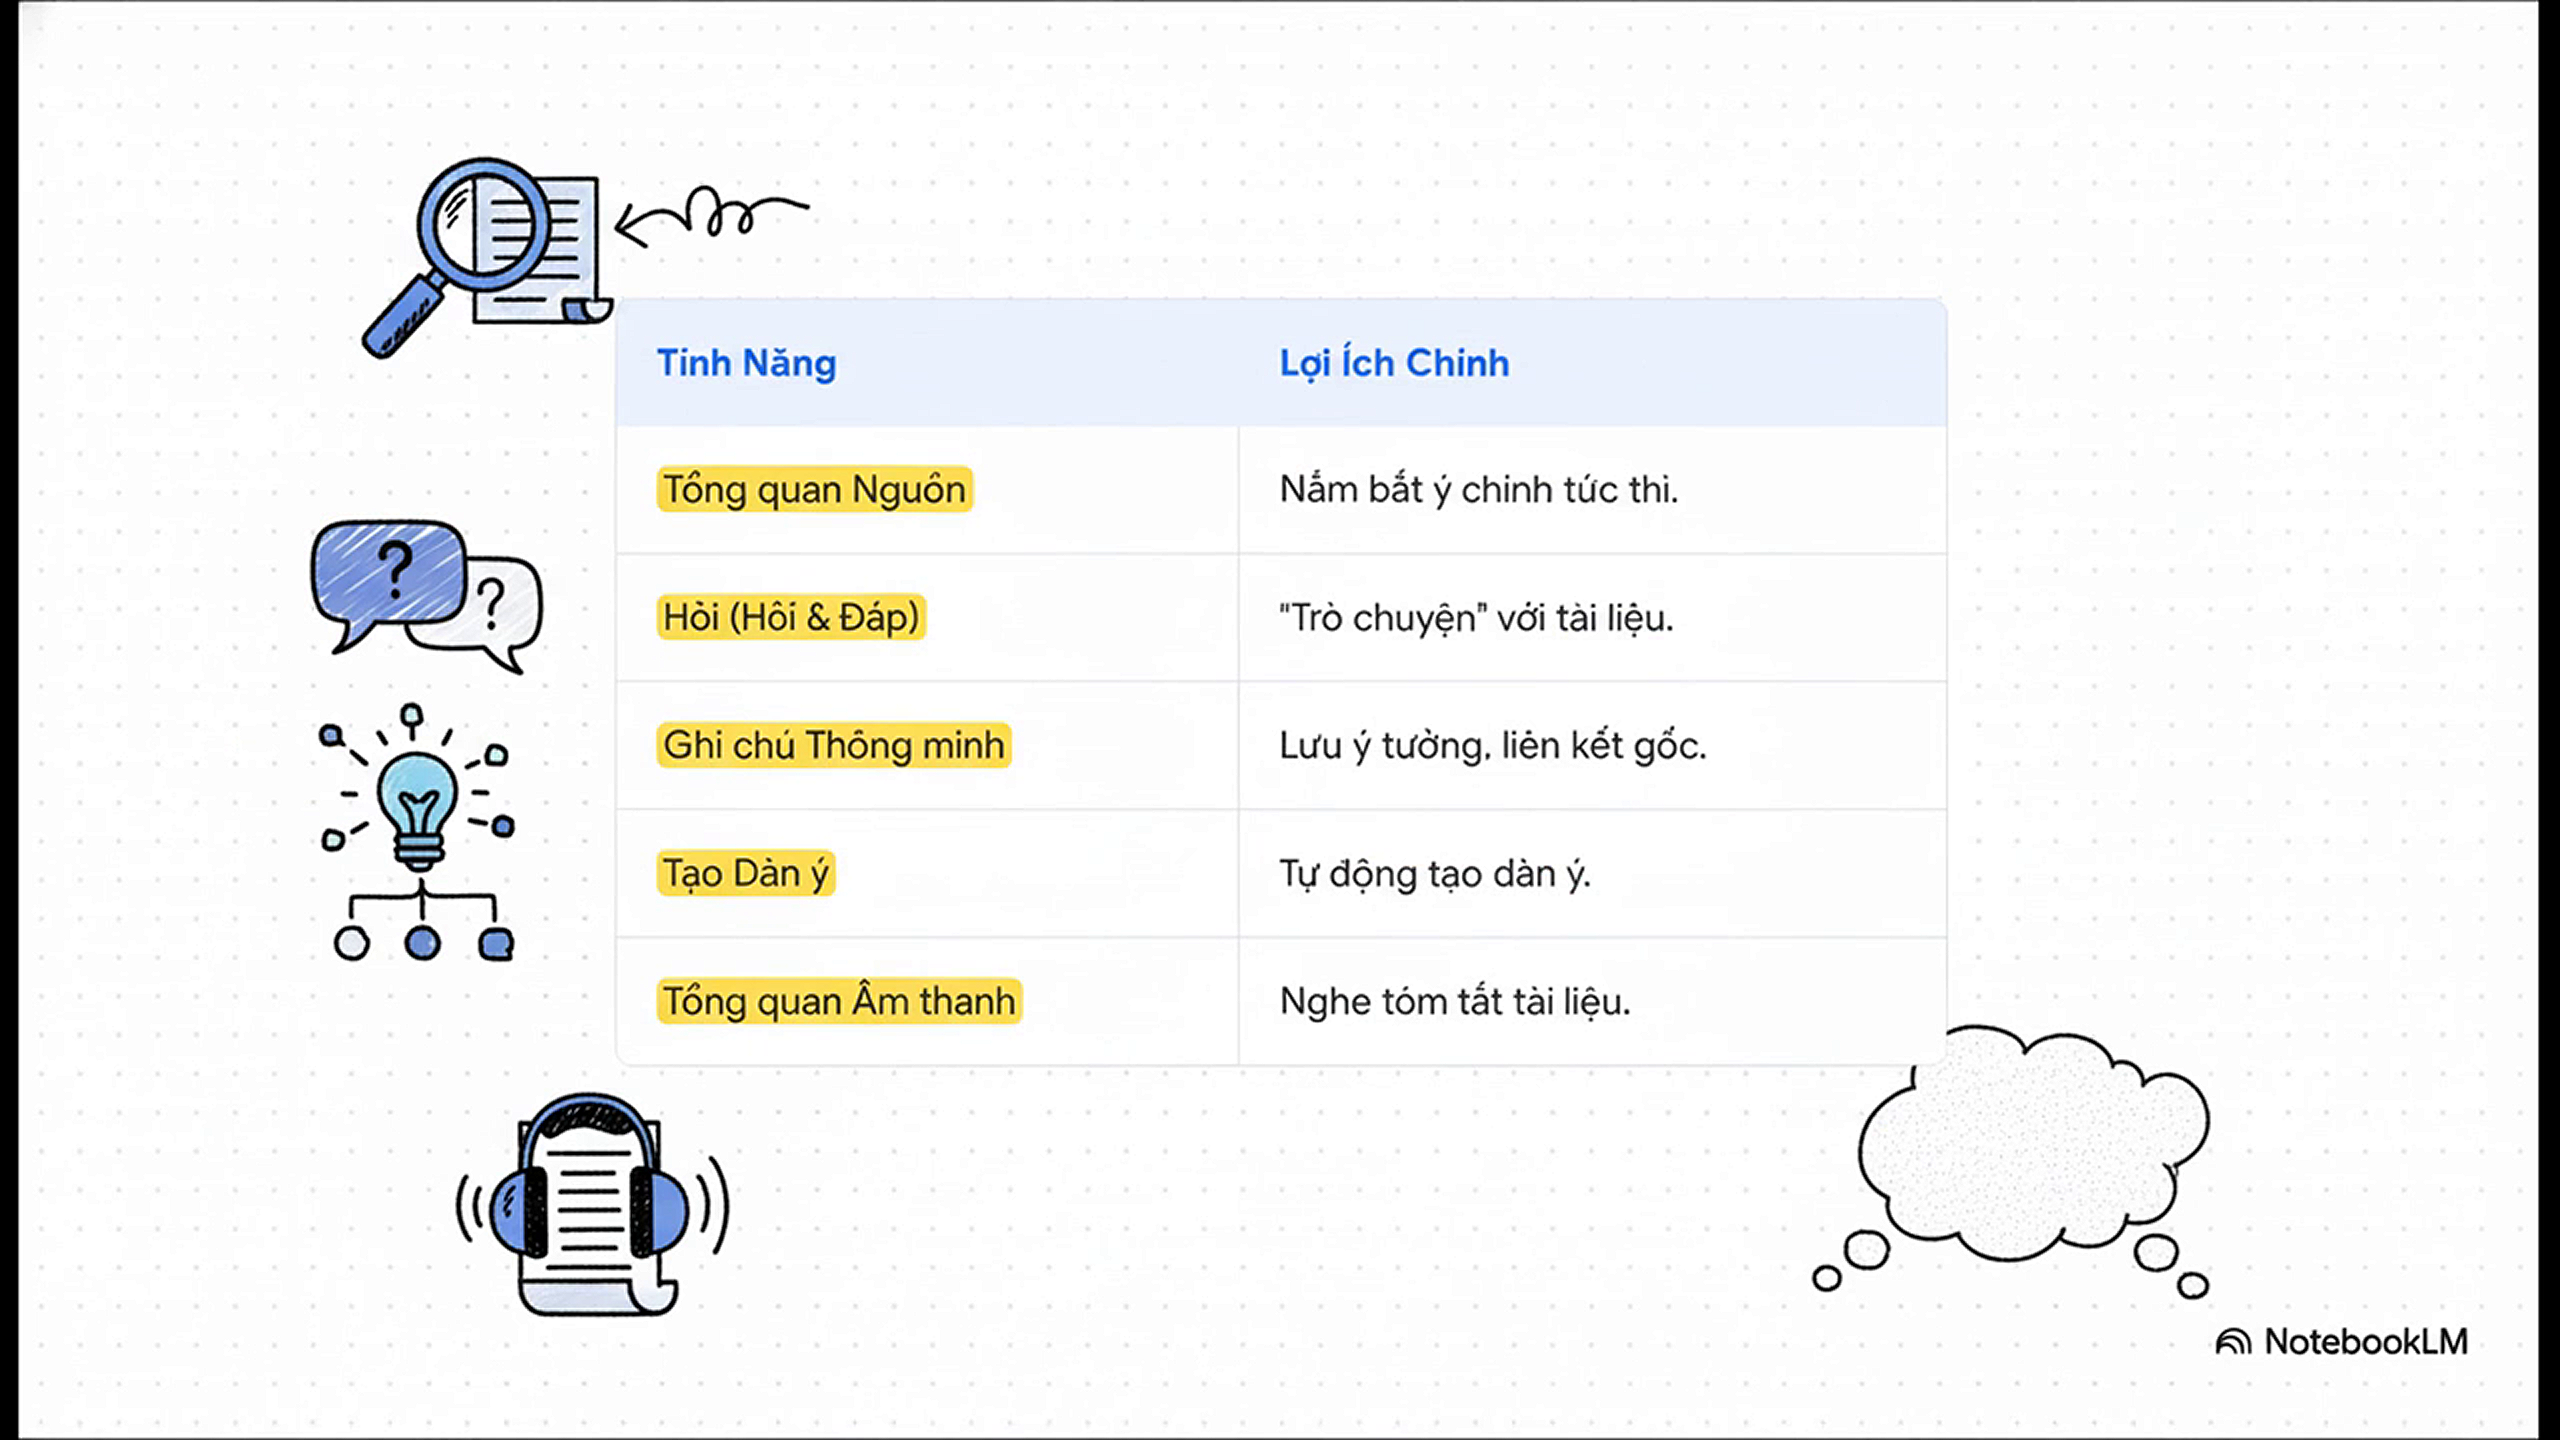 Tính Năng
Lợi Ích Chính
Tổng quan Nguồn
Nắm bắt ý chính tức thì.
Hỏi (Hỏi & Đáp)
"Trò chuyện" với tài liệu.
Ghi chú Thông minh
Lưu ý tưởng, liên kết gốc.
Tạo Dàn ý
Tự động tạo dàn ý.
Tổng quan Âm thanh
Nghe tóm tắt tài liệu.
?
?
NotebookLM